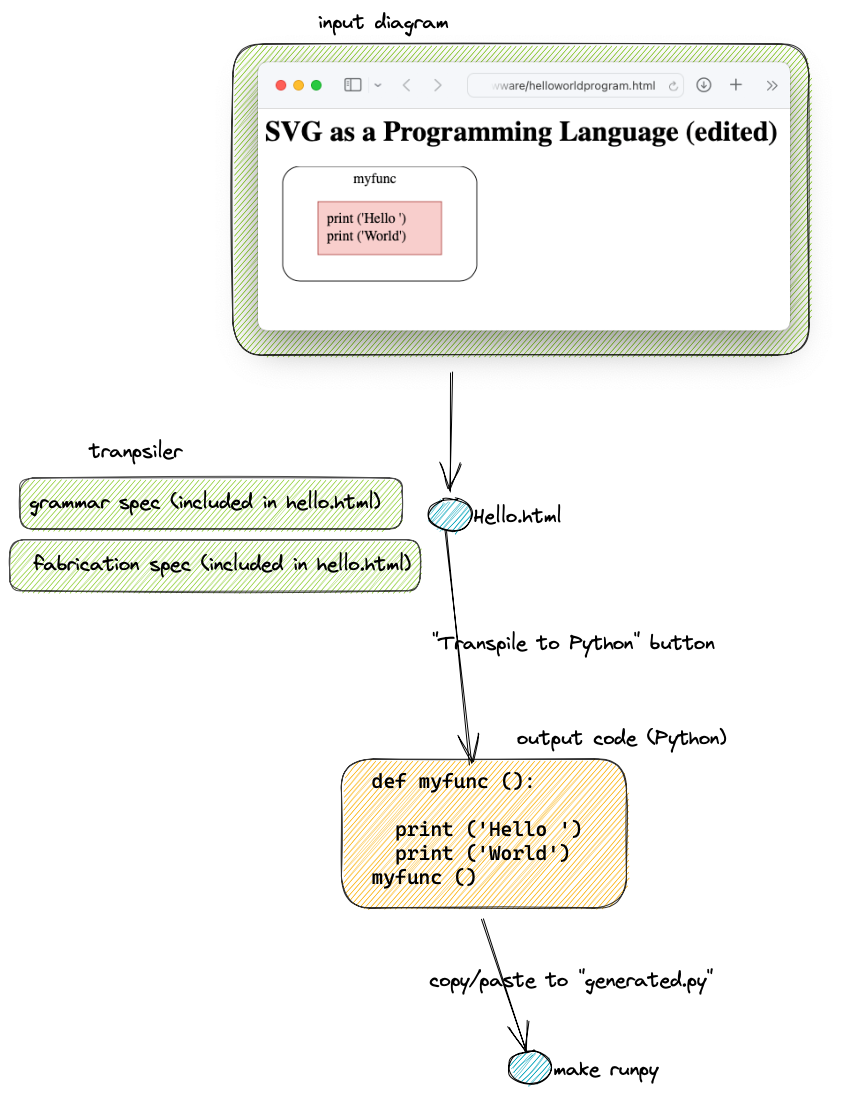 input diagram
wware/helloworldprogram.html
SVG as a Programming Language (edited)
myfunc
print ('Hello ')
print ('World')
tranpsiler
grammar spec (included in hello.html)
fabrication spec (included in hello.html)
Hello.html
"Transpile to Python" button
output code (Python)
def myfunc ():
print ('Hello ')
print ('World')
myfunc ()
copy/paste to "generated.py"
make runpy